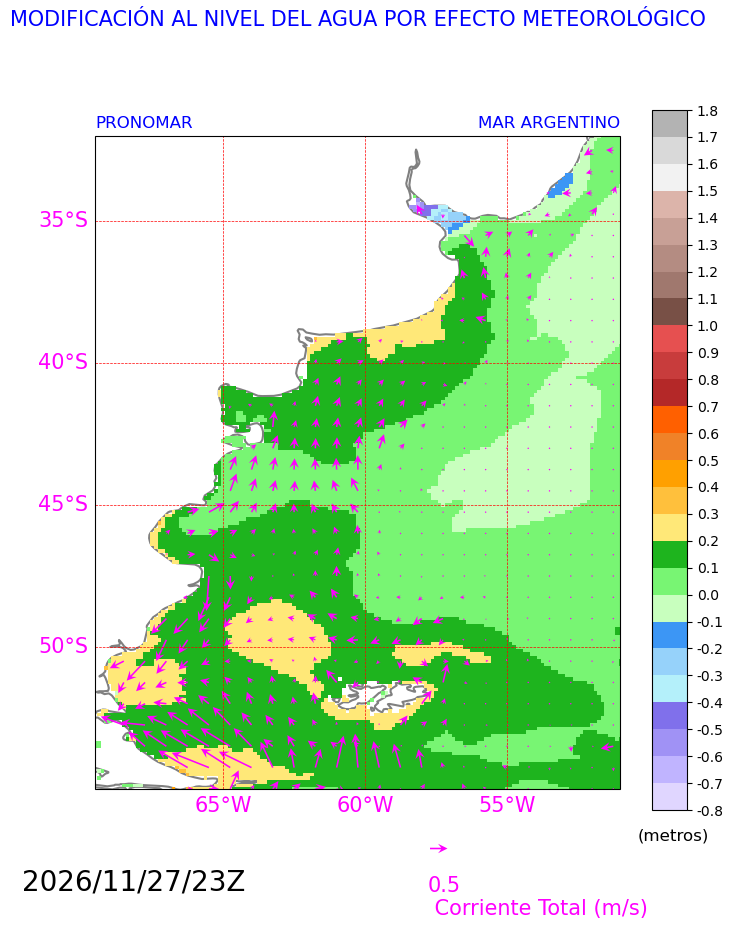 MODIFICACIÓN AL NIVEL DEL AGUA POR EFECTO METEOROLÓGICO
PRONOMAR
MAR ARGENTINO
35°S
40°S
45°S
50°S
65°W
60°W
55°W
1.8
1.7
1.6
1.5
1.4
1.3
1.2
1.1
1.0
0.9
0.8
0.7
0.6
0.5
0.4
0.3
0.2
0.1
0.0
-0.1
-0.2
-0.3
-0.4
-0.5
-0.6
-0.7
-0.8
(metros)
2026/11/27/23Z
0.5
Corriente Total (m/s)